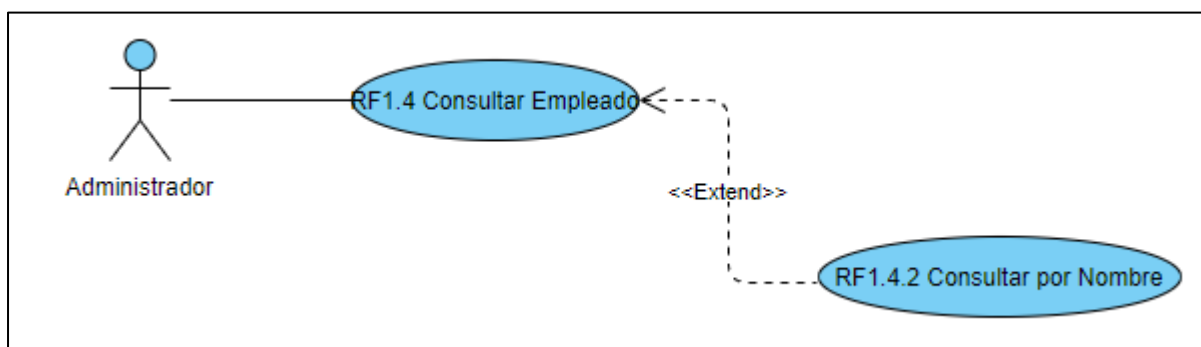 RF1.4 Consultar Empleado
Administrador
<<Extend>>
RF1.4.2 Consultar por Nombre